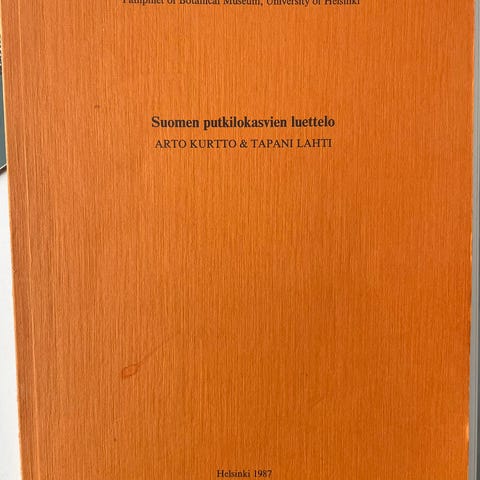 Pamphlet of Botanical Museum, University of Helsinki
Suomen putkilokasvien luettelo
ARTO KURTTO & TAPANI LAHTI
Helsinki 1987